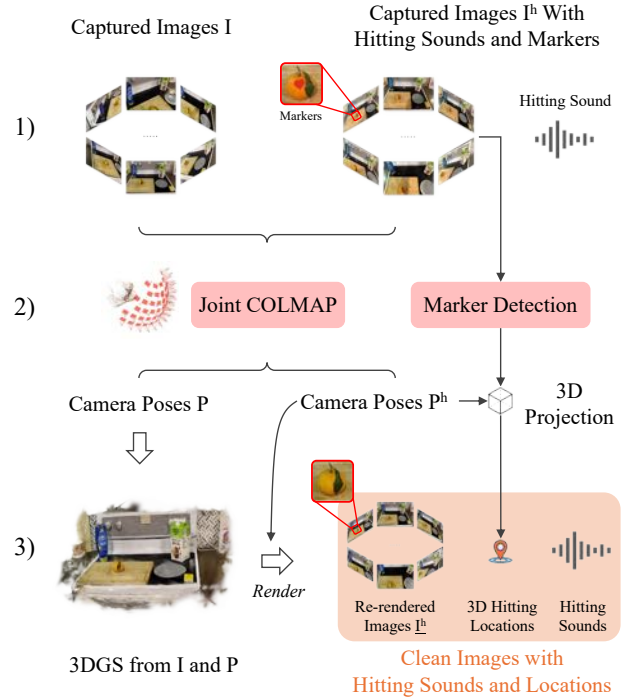 Captured Images I
Captured Images Iʰ With
Hitting Sounds and Markers
1)
.....
Markers
.....
Hitting Sound
2)
Joint COLMAP
Marker Detection
Camera Poses P
Camera Poses Pʰ
3D
Projection
3)
Render
Re-rendered
Images Iʰ
3D Hitting
Locations
Hitting
Sounds
3DGS from I and P
Clean Images with
Hitting Sounds and Locations